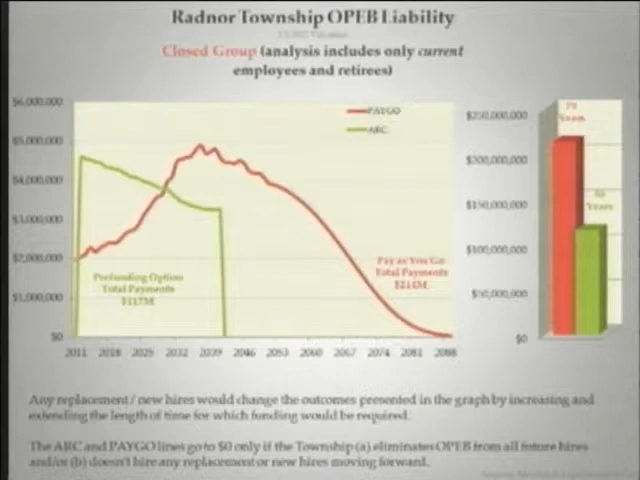 Radnor Township OPEB Liability
Closed Group (analysis includes only current
employees and retirees)
$6,000,000
$5,000,000
$4,000,000
$3,000,000
$2,000,000
$1,000,000
$0
PAYGO
ARC
Prefunding Option
Total Payments
$117M
Pay as You Go
Total Payments
$214M
2011 2018 2025 2032 2039 2046 2053 2060 2067 2074 2081 2088
$250,000,000
$200,000,000
$150,000,000
$100,000,000
$50,000,000
$0
Years
Years
Any replacement / new hires would change the outcomes presented in the graph by increasing and
extending the length of time for which funding would be required.
The ARC and PAYGO lines go to $0 only if the Township (a) eliminates OPEB from all future hires
and/or (b) doesn't hire any replacement or new hires moving forward.